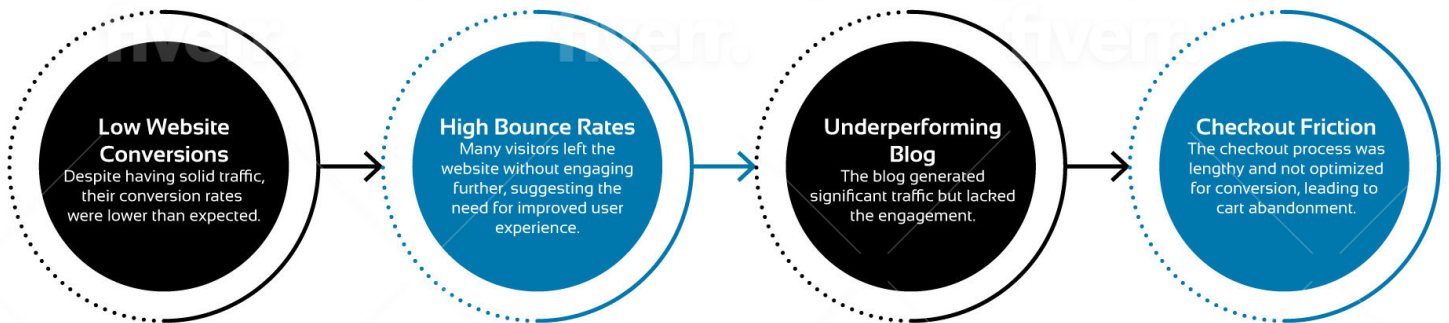 fiverr.
fiverr.
fiverr.
Low Website
Conversions
Despite having solid traffic,
their conversion rates
were lower than expected.
High Bounce Rates
Many visitors left the
website without engaging
further, suggesting the
need for improved user
experience.
Underperforming
Blog
The blog generated
significant traffic but lacked
the engagement.
Checkout Friction
The checkout process was
lengthy and not optimized
for conversion, leading to
cart abandonment.